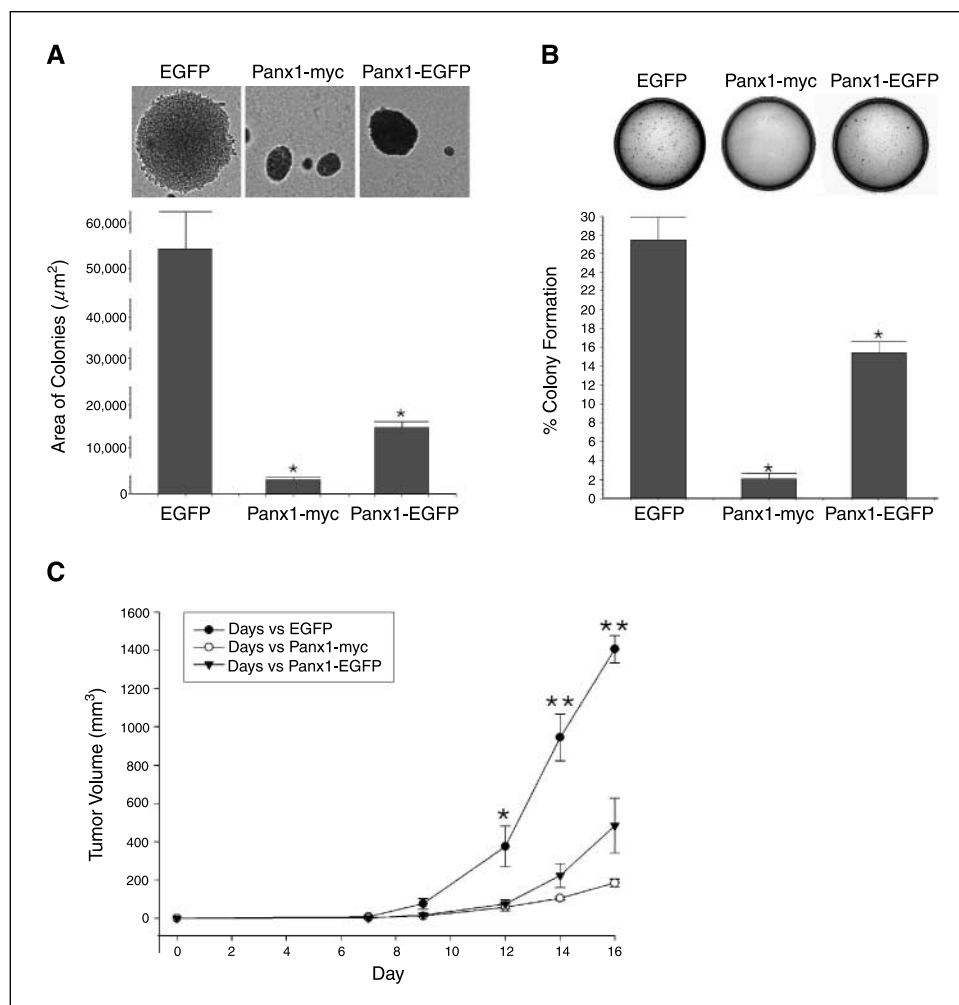 A
EGFP Panx1-myc Panx1-EGFP
60,000
50,000
40,000
30,000
20,000
10,000
0
Area of Colonies (μm²)
*
*
EGFP Panx1-myc Panx1-EGFP
B
EGFP Panx1-myc Panx1-EGFP
30
28
26
24
22
20
18
16
14
12
10
8
6
4
2
0
% Colony Formation
*
*
EGFP Panx1-myc Panx1-EGFP
C
1600
1400
1200
1000
800
600
400
200
0
Tumor Volume (mm³)
Days vs EGFP
Days vs Panx1-myc
Days vs Panx1-EGFP
*
**
**
0 2 4 6 8 10 12 14 16
Day